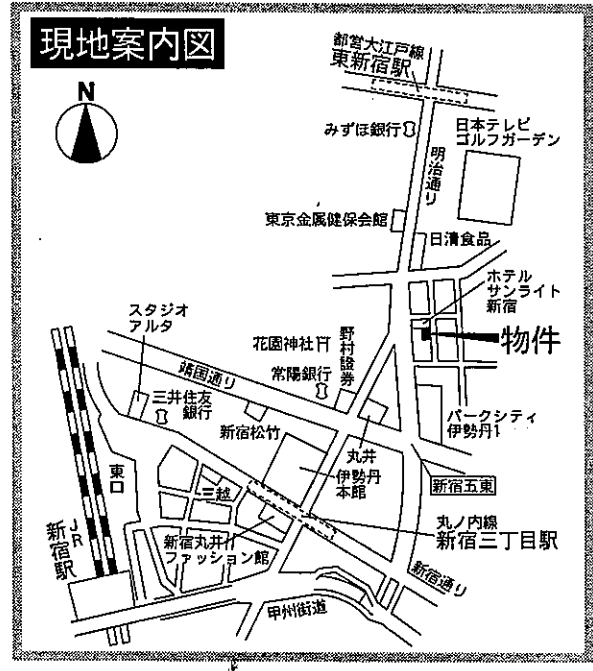 現地案内図
N
都営大江戸線
東新宿駅
みずほ銀行
日本テレビ
ゴルフガーデン
明治通り
東京金属健保会館
日清食品
ホテル
サンライト
新宿
物件
スタジオ
アルタ
花園神社
野村證券
靖国通り
常陽銀行
三井住友
銀行
新宿松竹
丸井
パークシティ
伊勢丹1
伊勢丹
本館
新宿五東
東口
三越
丸ノ内線
新宿三丁目駅
新宿丸井
ファッション館
JR
新宿駅
新宿通り
甲州街道